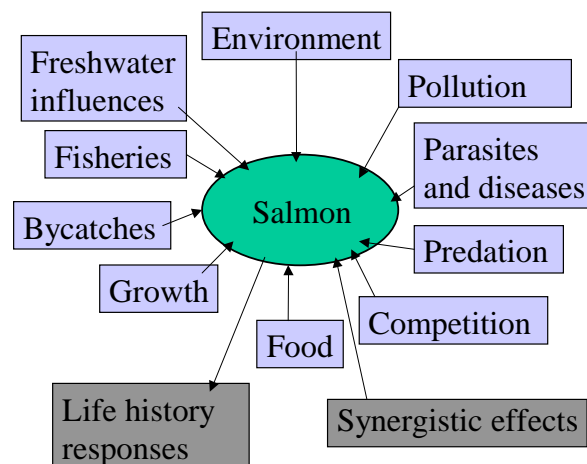 Environment
Freshwater
influences
Pollution
Fisheries
Parasites
and diseases
Salmon
Bycatches
Predation
Growth
Competition
Food
Life history
responses
Synergistic effects